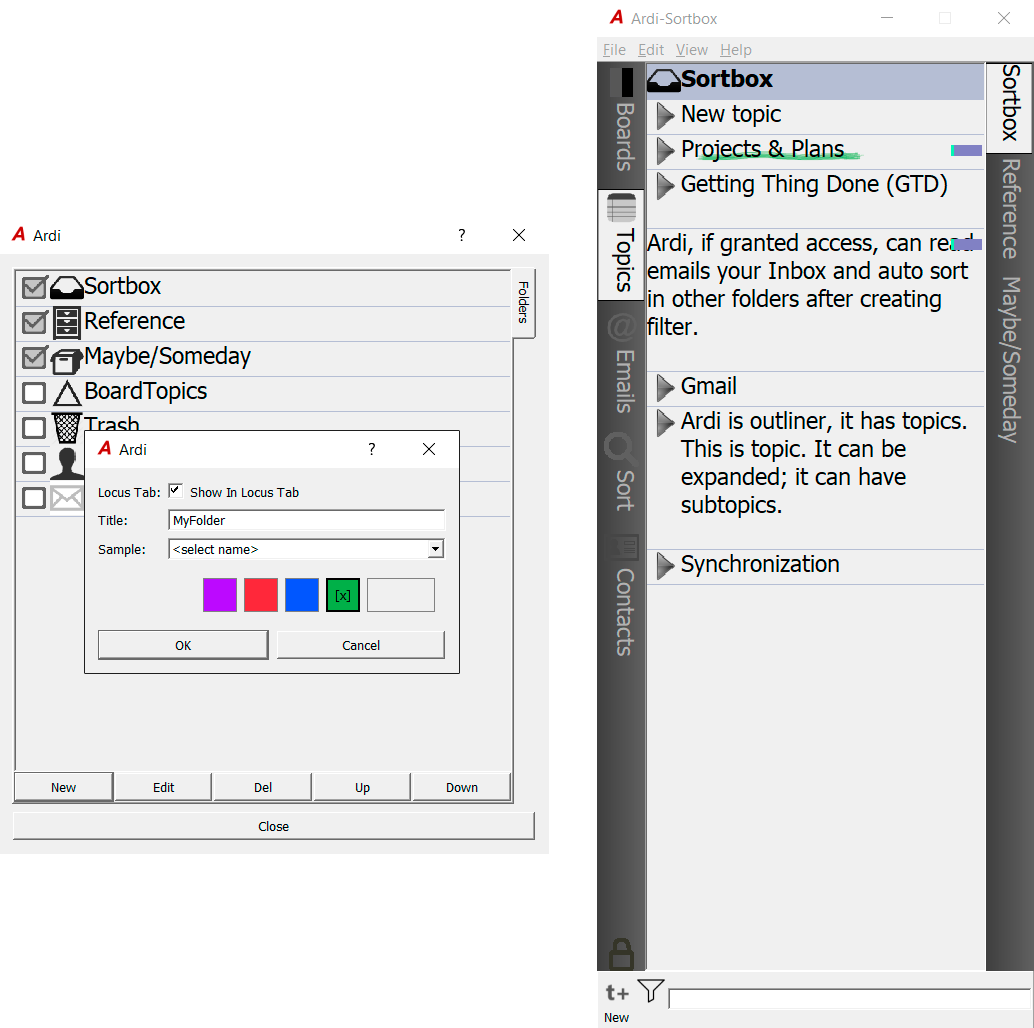 Ardi
?
Sortbox
Reference
Maybe/Someday
BoardTopics
Trash
Folders
Ardi
?
Locus Tab: Show In Locus Tab
Title: MyFolder
Sample: <select name>
[x]
OK Cancel
New Edit Del Up Down
Close
Ardi-Sortbox
File Edit View Help
Boards
Topics
@
Emails
Sort
Contacts
Sortbox
New topic
Projects & Plans
Getting Thing Done (GTD)
Ardi, if granted access, can read
emails your Inbox and auto sort
in other folders after creating
filter.
Gmail
Ardi is outliner, it has topics.
This is topic. It can be
expanded; it can have
subtopics.
Synchronization
Sortbox
Reference
Maybe/Someday
t+
New